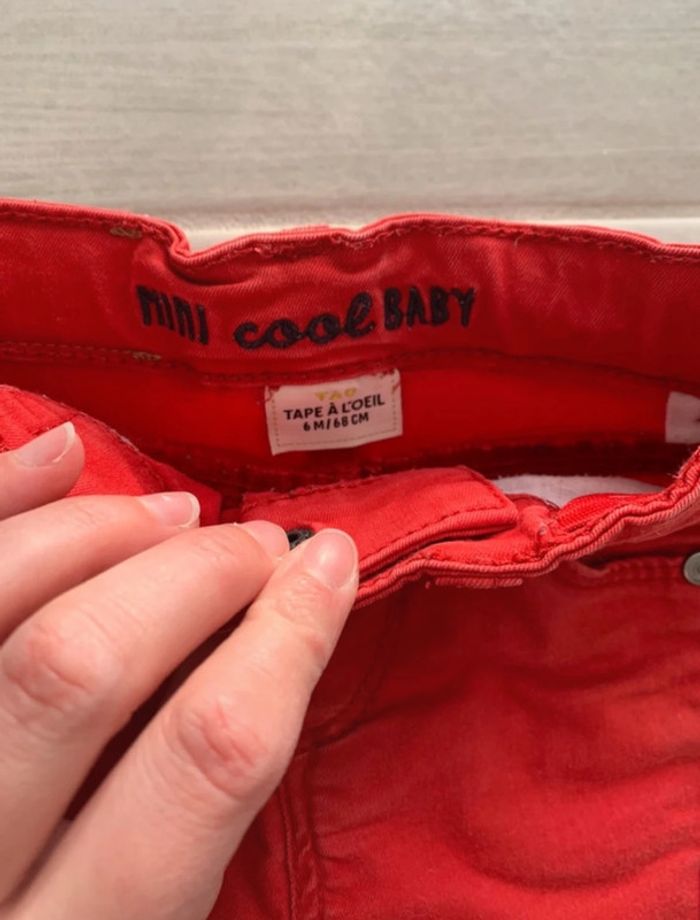 MINI cool BABY
TAO
TAPE À L'OEIL
6 M/68 CM